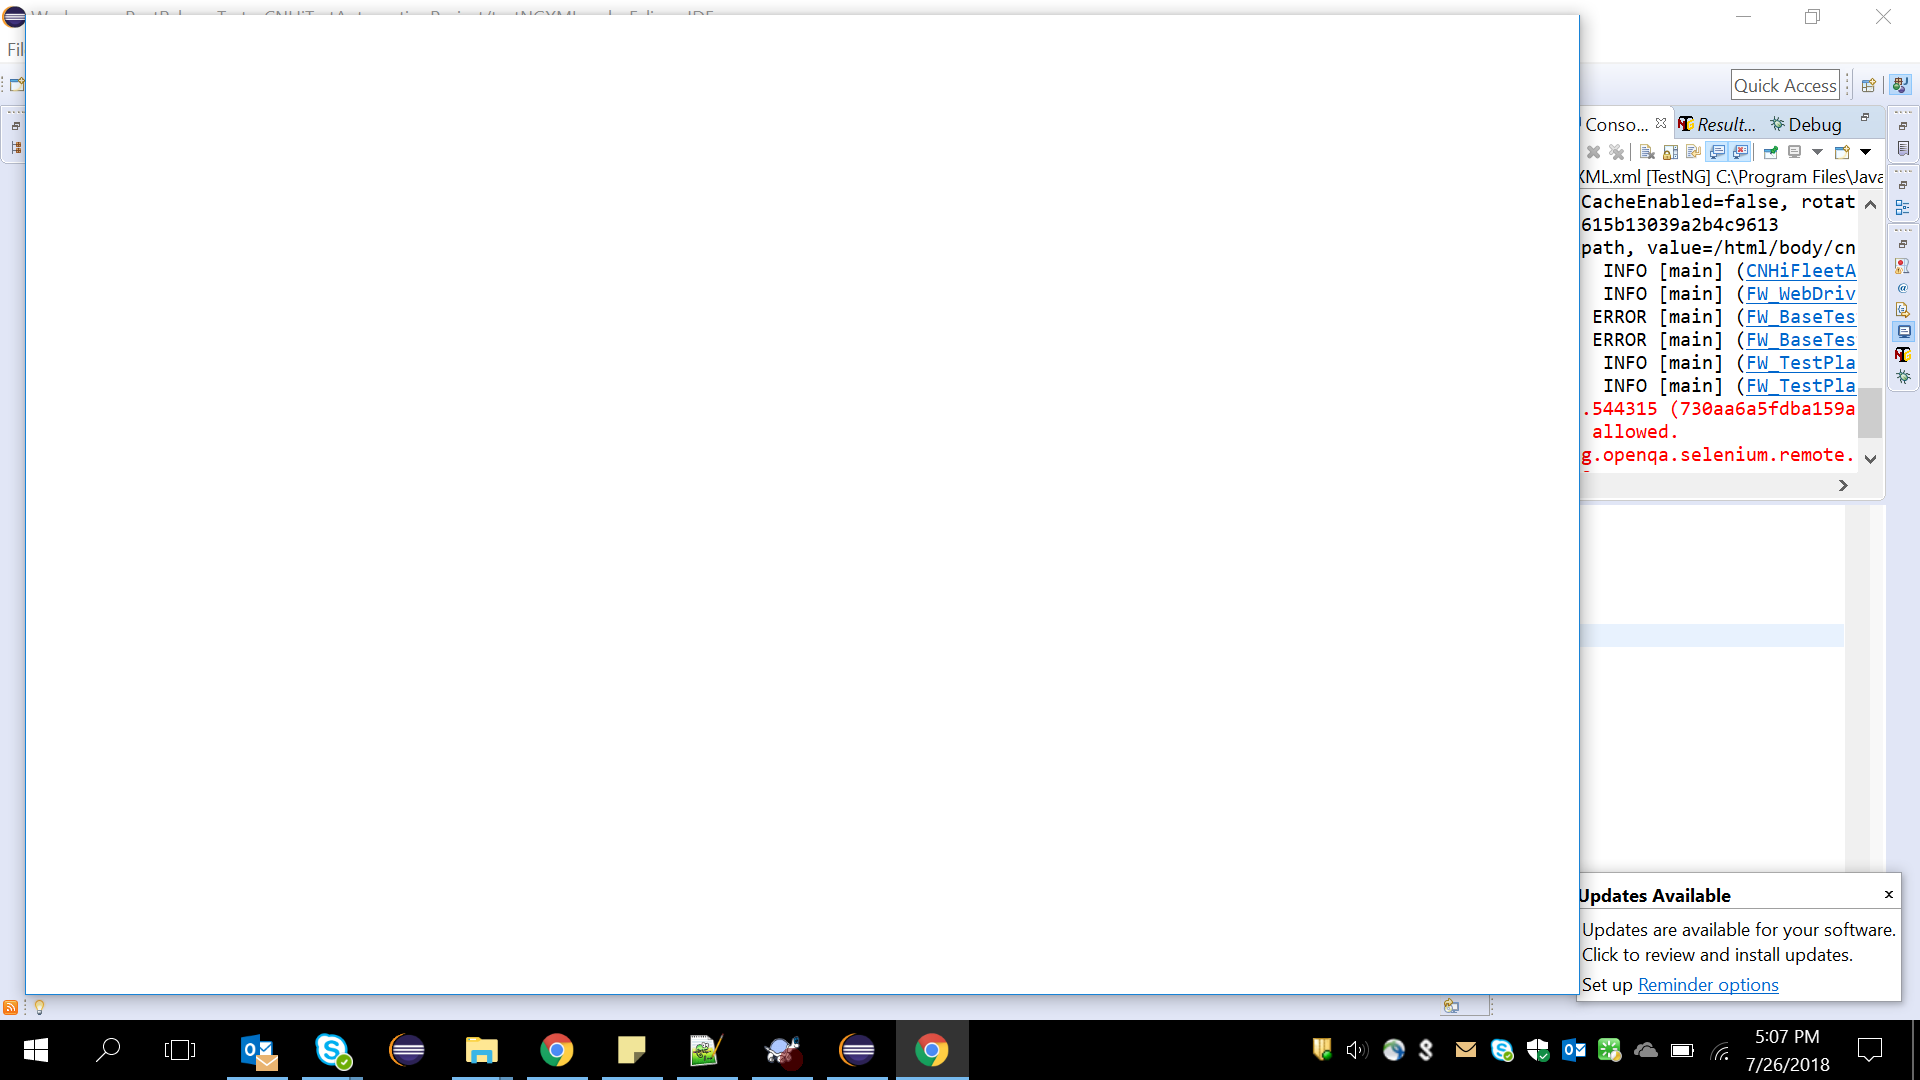 Fil
Quick Access
Conso...
Result...
Debug
XML.xml [TestNG] C:\Program Files\Java
CacheEnabled=false, rotat
615b13039a2b4c9613
path, value=/html/body/cn
INFO [main] (CNHiFleetA
INFO [main] (FW_WebDriv
ERROR [main] (FW_BaseTes
ERROR [main] (FW_BaseTes
INFO [main] (FW_TestPla
INFO [main] (FW_TestPla
.544315 (730aa6a5fdba159a
allowed.
g.openqa.selenium.remote.
Updates Available
Updates are available for your software.
Click to review and install updates.
Set up Reminder options
5:07 PM
7/26/2018